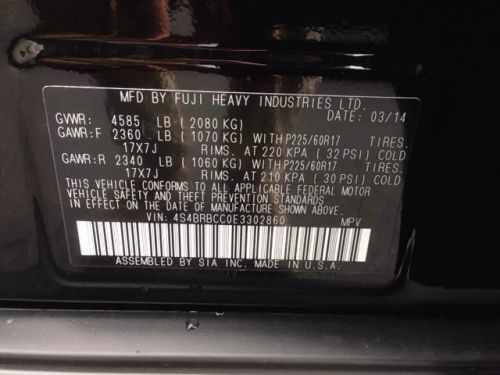 MFD BY FUJI HEAVY INDUSTRIES LTD.
DATE: 03/14
GVWR: 4585 LB (2080 KG)
GAWR:F 2360 LB (1070 KG) WITH P225/60R17 TIRES.
17X7J RIMS. AT 220 KPA (32 PSI) COLD
GAWR:R 2340 LB (1060 KG) WITH P225/60R17 TIRES.
17X7J RIMS. AT 210 KPA (30 PSI) COLD
THIS VEHICLE CONFORMS TO ALL APPLICABLE FEDERAL MOTOR
VEHICLE SAFETY AND THEFT PREVENTION STANDARDS IN EFFECT
ON THE DATE OF MANUFACTURE SHOWN ABOVE
VIN: 4S4BRBCC0E3302860 MPV
ASSEMBLED BY SIA INC. MADE IN U.S.A.